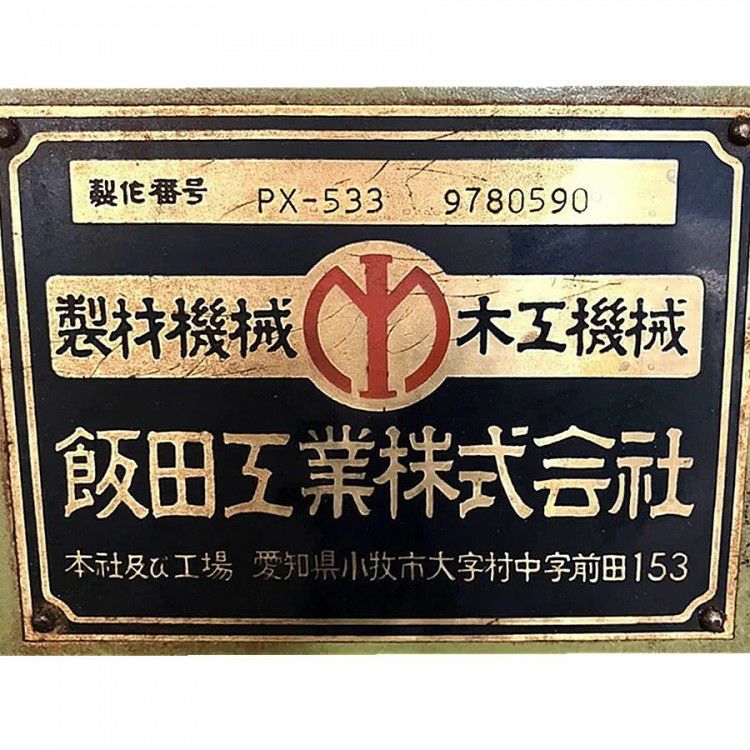 製作番号 PX-533 9780590
製材機械 木工機械
飯田工業株式会社
本社及び工場 愛知県小牧市大字村中字前田153